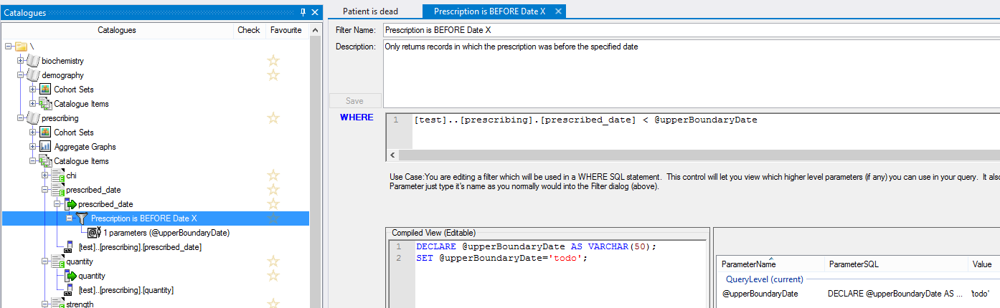 Catalogues
Catalogues Check Favourite
\
biochemistry
demography
Cohort Sets
Catalogue Items
prescribing
Cohort Sets
Aggregate Graphs
Catalogue Items
chi
prescribed_date
prescribed_date
Prescription is BEFORE Date X
1 parameters (@upperBoundaryDate)
[test]..[prescribing].[prescribed_date]
quantity
quantity
[test]..[prescribing].[quantity]
strength
Patient is dead Prescription is BEFORE Date X
Filter Name: Prescription is BEFORE Date X
Description: Only returns records in which the prescription was before the specified date
Save
WHERE
1 [test]..[prescribing].[prescribed_date] < @upperBoundaryDate
Use Case:You are editing a filter which will be used in a WHERE SQL statement. This control will let you view which higher level parameters (if any) you can use in your query. It also
Parameter just type it's name as you normally would into the Filter dialog (above).
Compiled View (Editable)
1 DECLARE @upperBoundaryDate AS VARCHAR(50);
2 SET @upperBoundaryDate='todo';
ParameterName ParameterSQL Value
QueryLevel (current)
@upperBoundaryDate DECLARE @upperBoundaryDate AS ... 'todo'